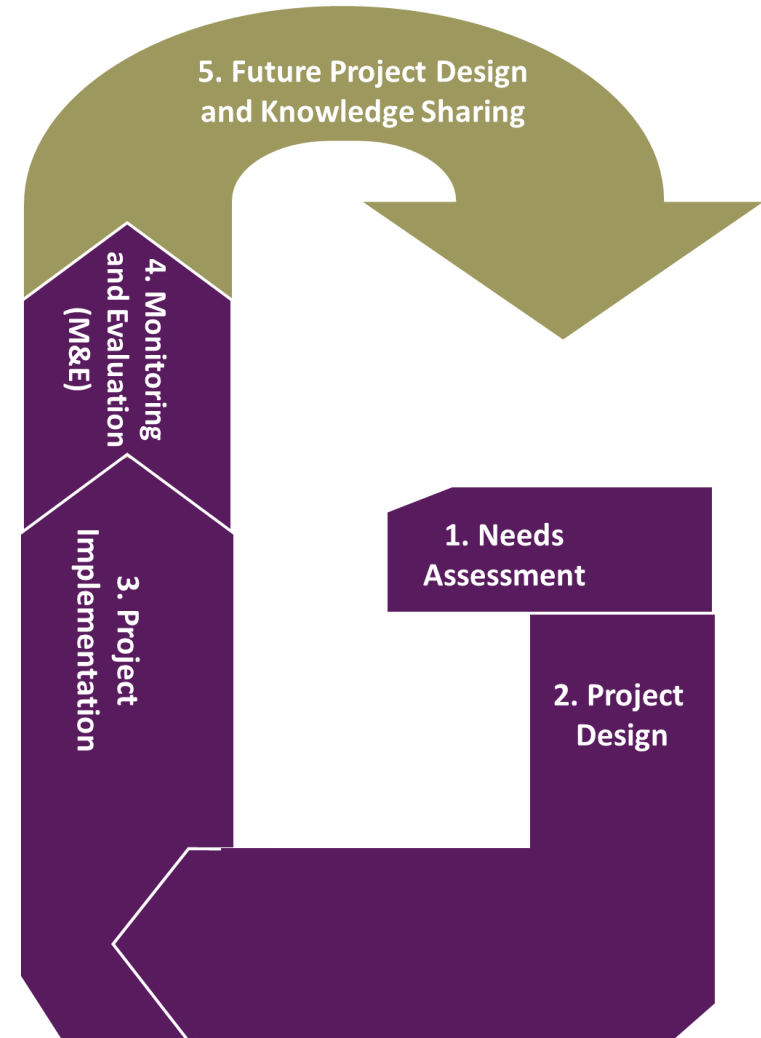 5. Future Project Design
and Knowledge Sharing
4. Monitoring
and Evaluation
(M&E)
3. Project
Implementation
1. Needs
Assessment
2. Project
Design